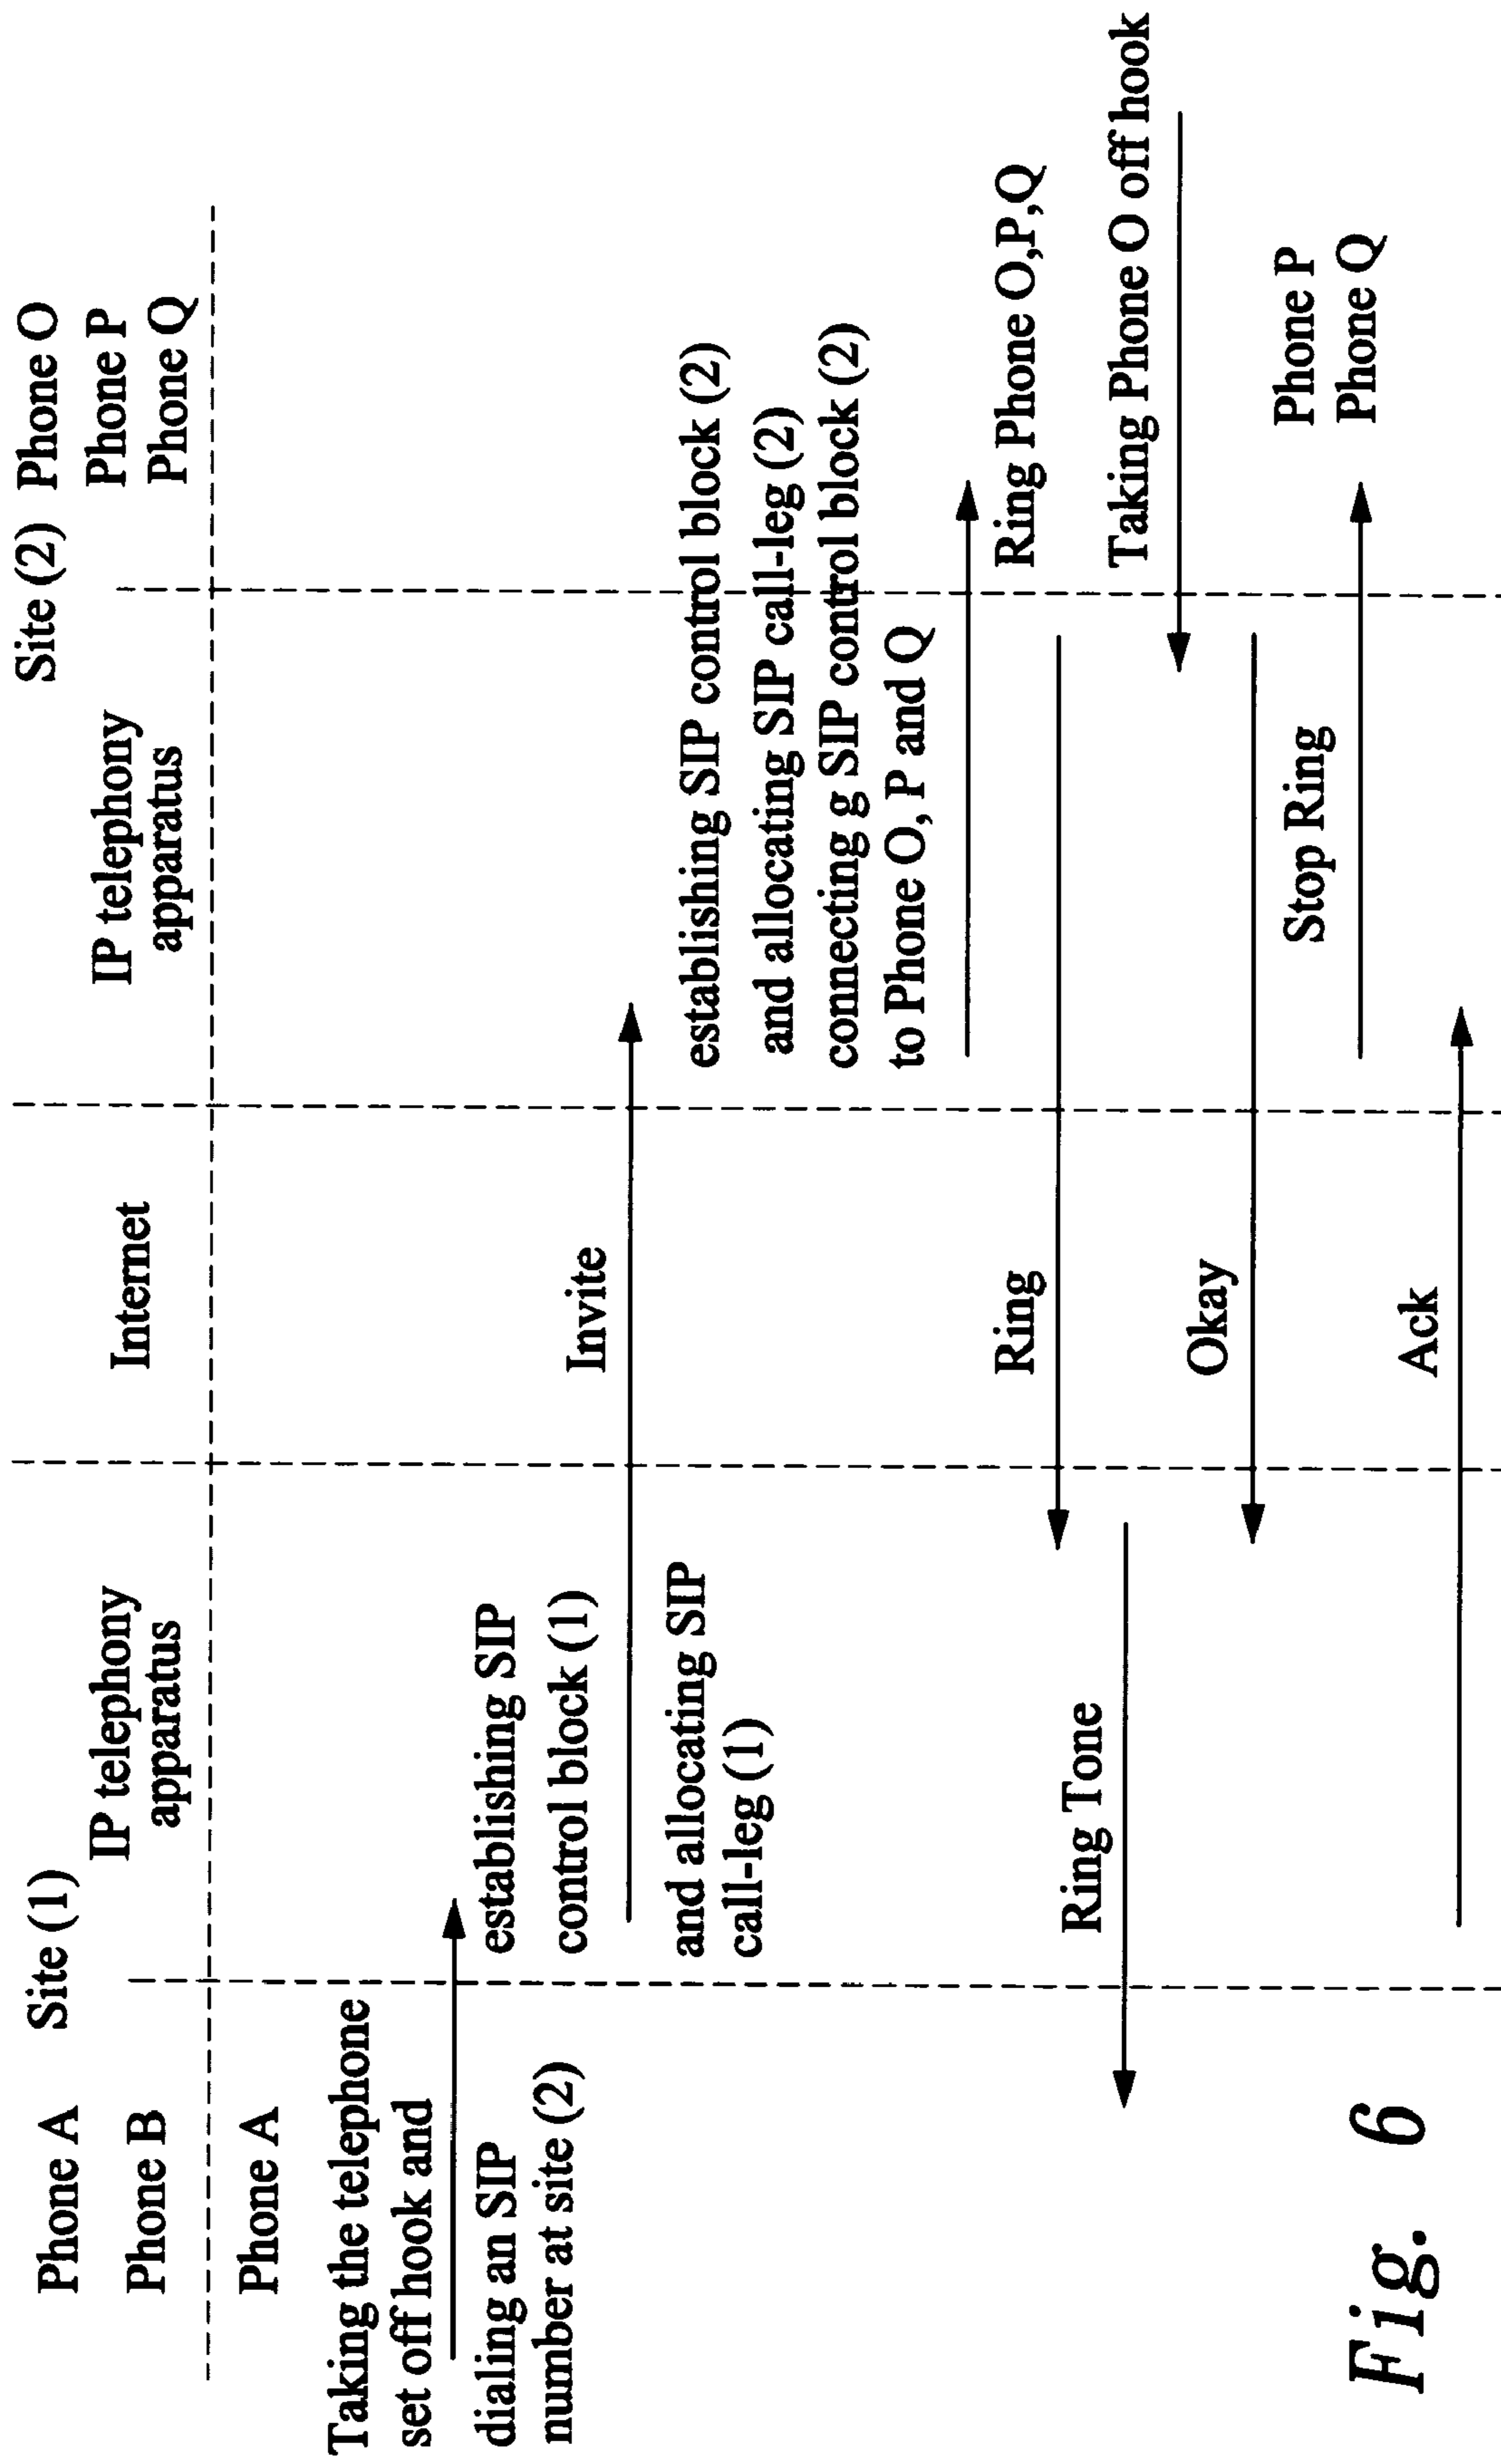 Phone A
Phone B
Site (1)
IP telephony
apparatus
Internet
IP telephony
apparatus
Site (2)
Phone O
Phone P
Phone Q
Phone A
Taking the telephone
set off hook and
dialing an SIP
number at site (2)
establishing SIP
control block (1)
and allocating SIP
call-leg (1)
Invite
establishing SIP control block (2)
and allocating SIP call-leg (2)
connecting g SIP control block (2)
to Phone O, P and Q
Ring Phone O,P,Q
Ring
Ring Tone
Taking Phone O off hook
Okay
Stop Ring
Phone P
Phone Q
Ack
Fig. 6